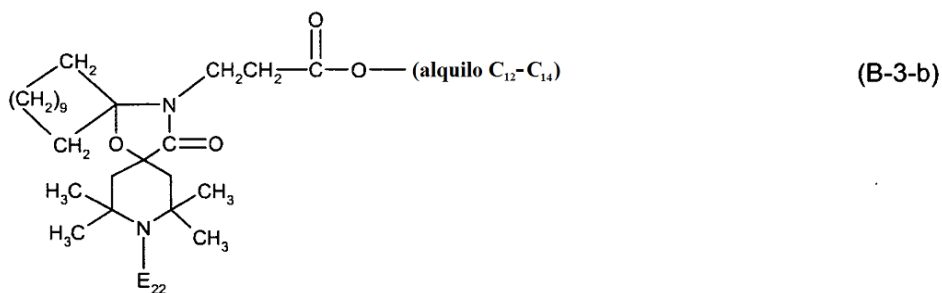 O
CH₂ CH₂CH₂ — C — O — (alquilo C₁₂-C₁₄) (B-3-b)
(CH₂)₉ N
O C = O
CH₂
H₃C CH₃
H₃C N CH₃
E₂₂